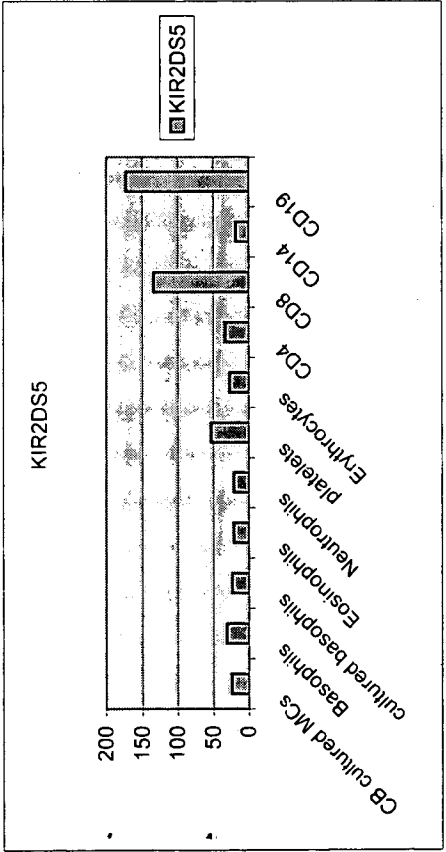 KIR2DS5
KIR2DS5
200
150
100
50
0
CB cultured MCs
Basophils
cultured basophils
Eosinophils
Neutrophils
platelets
Erythrocytes
CD4
CD8
CD14
CD19